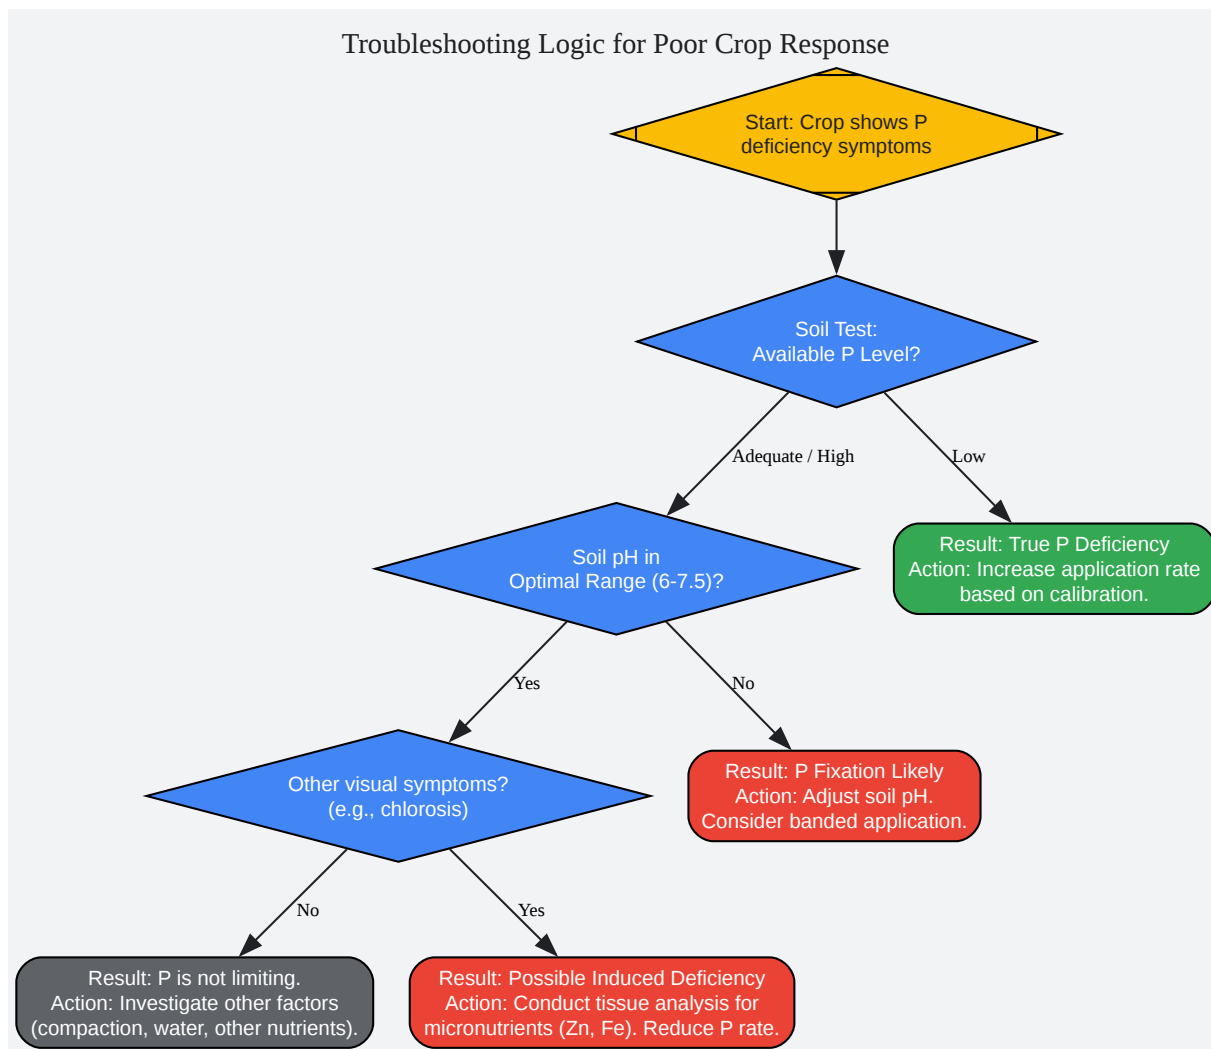 Troubleshooting Logic for Poor Crop Response
Start: Crop shows P
deficiency symptoms
Soil Test:
Available P Level?
Adequate / High
Low
Soil pH in
Optimal Range (6-7.5)?
Result: True P Deficiency
Action: Increase application rate
based on calibration.
Yes
No
Other visual symptoms?
(e.g., chlorosis)
Result: P Fixation Likely
Action: Adjust soil pH.
Consider banded application.
No
Yes
Result: P is not limiting.
Action: Investigate other factors
(compaction, water, other nutrients).
Result: Possible Induced Deficiency
Action: Conduct tissue analysis for
micronutrients (Zn, Fe). Reduce P rate.